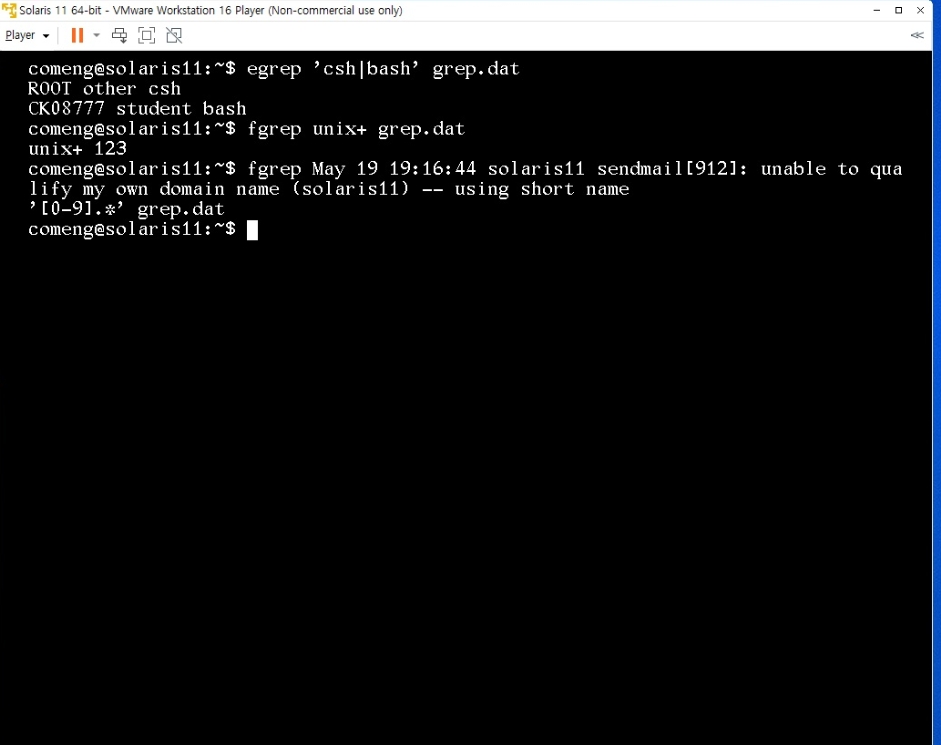 Solaris 11 64-bit - VMware Workstation 16 Player (Non-commercial use only)
Player
comeng@solaris11:~$ egrep 'csh|bash' grep.dat
ROOT other csh
CK08777 student bash
comeng@solaris11:~$ fgrep unix+ grep.dat
unix+ 123
comeng@solaris11:~$ fgrep May 19 19:16:44 solaris11 sendmail[912]: unable to qua
lify my own domain name (solaris11) -- using short name
'[0-9].*' grep.dat
comeng@solaris11:~$